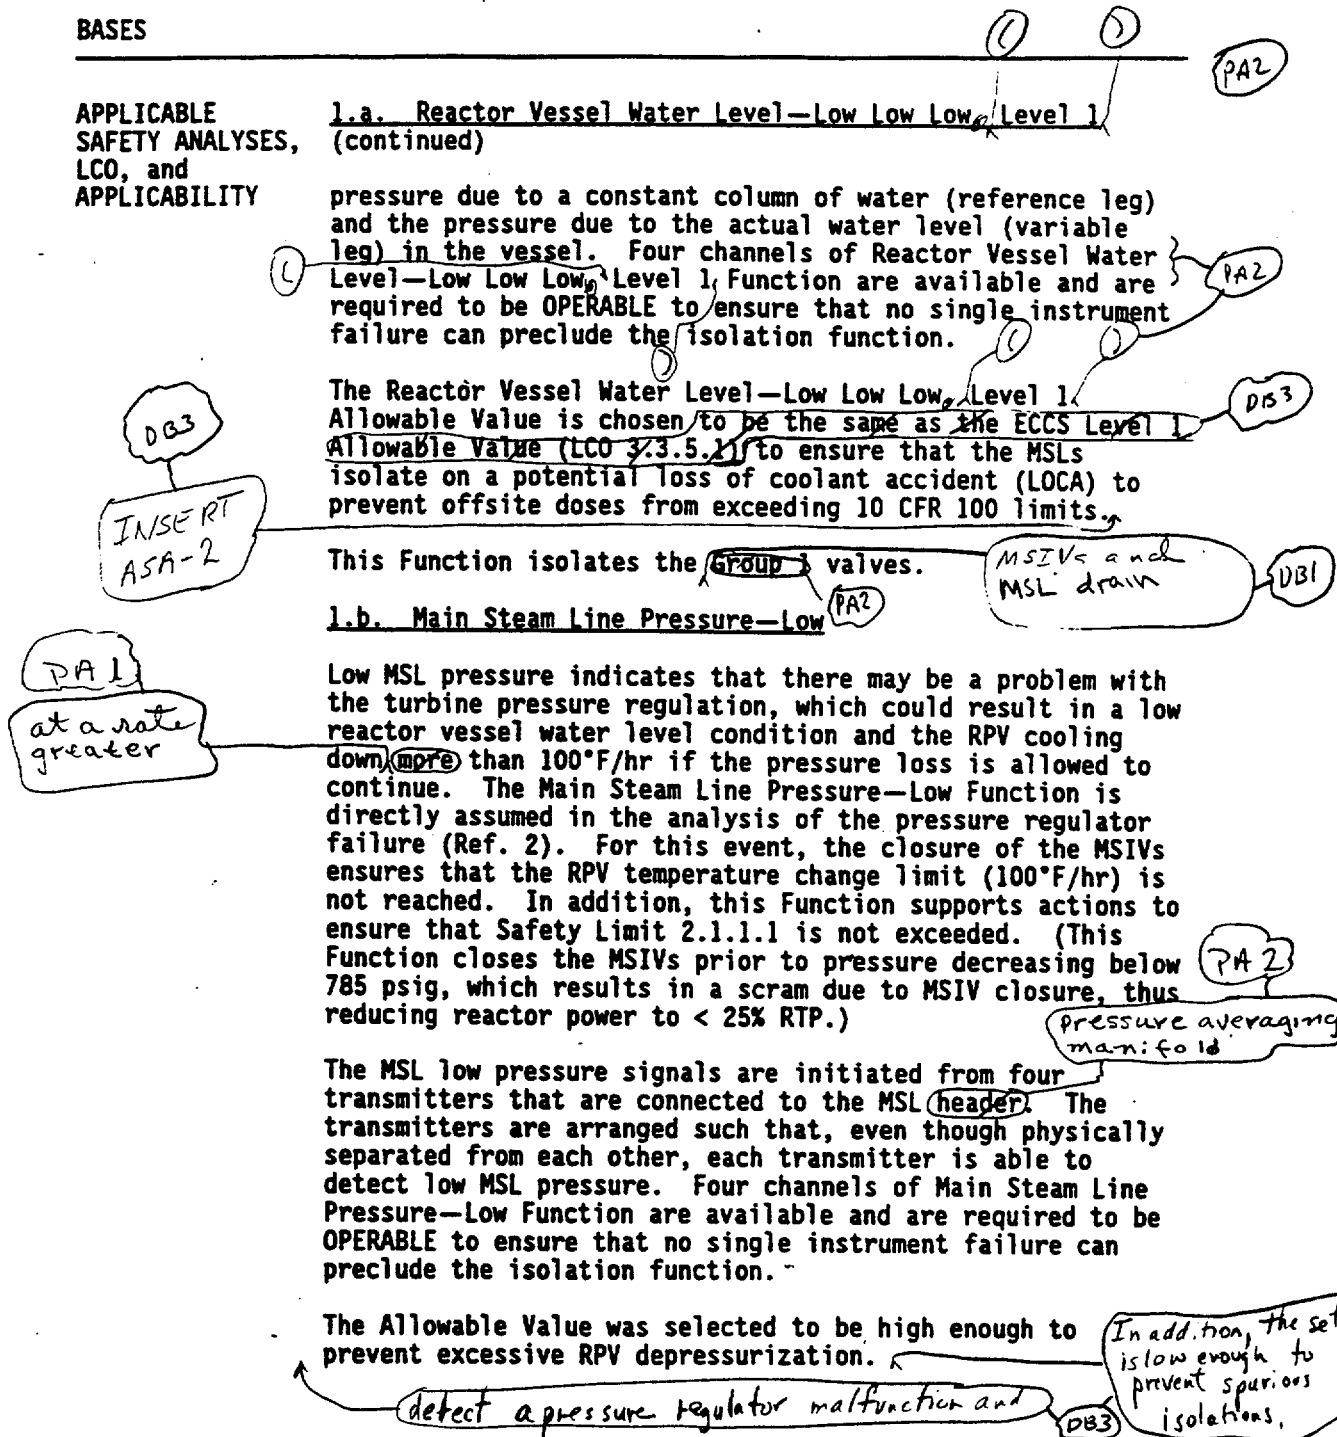 BASES
( )
PA2
APPLICABLE 1.a. Reactor Vessel Water Level—Low Low Low, Level 1
SAFETY ANALYSES, (continued)
LCO, and
APPLICABILITY pressure due to a constant column of water (reference leg)
and the pressure due to the actual water level (variable
leg) in the vessel. Four channels of Reactor Vessel Water
( Level—Low Low Low, Level 1 Function are available and are PA2
required to be OPERABLE to ensure that no single instrument
failure can preclude the isolation function.
) ( )
The Reactor Vessel Water Level—Low Low Low, Level 1
Allowable Value is chosen to be the same as the ECCS Level 1 DB3
DB3
Allowable Value (LCO 3.3.5.1) to ensure that the MSLs
isolate on a potential loss of coolant accident (LOCA) to
prevent offsite doses from exceeding 10 CFR 100 limits.
INSERT
ASA-2
This Function isolates the Group 1 valves.
MSIVs and
MSL drain
DB1
PA2
1.b. Main Steam Line Pressure—Low
PA1
at a rate
greater
Low MSL pressure indicates that there may be a problem with
the turbine pressure regulation, which could result in a low
reactor vessel water level condition and the RPV cooling
down more than 100°F/hr if the pressure loss is allowed to
continue. The Main Steam Line Pressure—Low Function is
directly assumed in the analysis of the pressure regulator
failure (Ref. 2). For this event, the closure of the MSIVs
ensures that the RPV temperature change limit (100°F/hr) is
not reached. In addition, this Function supports actions to
ensure that Safety Limit 2.1.1.1 is not exceeded. (This
Function closes the MSIVs prior to pressure decreasing below
785 psig, which results in a scram due to MSIV closure, thus
reducing reactor power to < 25% RTP.)
PA2
pressure averaging
manifold
The MSL low pressure signals are initiated from four
transmitters that are connected to the MSL header. The
transmitters are arranged such that, even though physically
separated from each other, each transmitter is able to
detect low MSL pressure. Four channels of Main Steam Line
Pressure—Low Function are available and are required to be
OPERABLE to ensure that no single instrument failure can
preclude the isolation function.
The Allowable Value was selected to be high enough to
prevent excessive RPV depressurization.
In addition, the set
is low enough to
prevent spurious
isolations.
detect a pressure regulator malfunction and
DB3